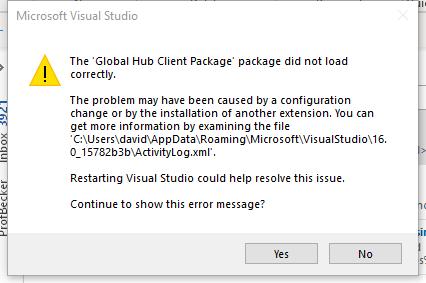 Microsoft Visual Studio
The 'Global Hub Client Package' package did not load
correctly.
The problem may have been caused by a configuration
change or by the installation of another extension. You can
get more information by examining the file
'C:\Users\david\AppData\Roaming\Microsoft\VisualStudio\16.
0_15782b3b\ActivityLog.xml'.
Restarting Visual Studio could help resolve this issue.
Continue to show this error message?
Yes
No
Inbox 3921
ProfBecker